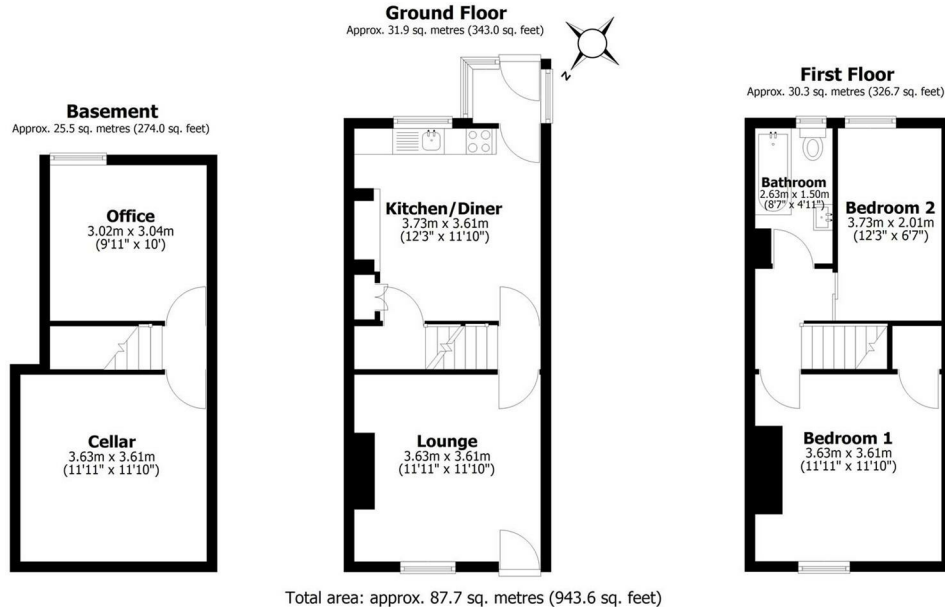 Basement
Approx. 25.5 sq. metres (274.0 sq. feet)
Office
3.02m x 3.04m
(9'11" x 10')
Cellar
3.63m x 3.61m
(11'11" x 11'10")
Ground Floor
Approx. 31.9 sq. metres (343.0 sq. feet)
N
Kitchen/Diner
3.73m x 3.61m
(12'3" x 11'10")
Lounge
3.63m x 3.61m
(11'11" x 11'10")
First Floor
Approx. 30.3 sq. metres (326.7 sq. feet)
Bathroom
2.63m x 1.50m
(8'7" x 4'11")
Bedroom 2
3.73m x 2.01m
(12'3" x 6'7")
Bedroom 1
3.63m x 3.61m
(11'11" x 11'10")
Total area: approx. 87.7 sq. metres (943.6 sq. feet)